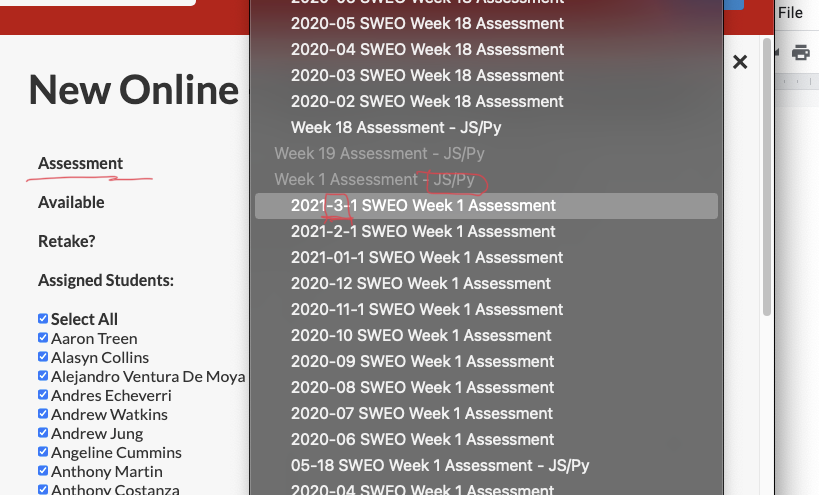 File
2020-05 SWEO Week 18 Assessment
2020-04 SWEO Week 18 Assessment
2020-03 SWEO Week 18 Assessment
2020-02 SWEO Week 18 Assessment
Week 18 Assessment - JS/Py
Week 19 Assessment - JS/Py
Week 1 Assessment - JS/Py
2021-3-1 SWEO Week 1 Assessment
2021-2-1 SWEO Week 1 Assessment
2021-01-1 SWEO Week 1 Assessment
2020-12 SWEO Week 1 Assessment
2020-11-1 SWEO Week 1 Assessment
2020-10 SWEO Week 1 Assessment
2020-09 SWEO Week 1 Assessment
2020-08 SWEO Week 1 Assessment
2020-07 SWEO Week 1 Assessment
2020-06 SWEO Week 1 Assessment
05-18 SWEO Week 1 Assessment - JS/Py
2020-04 SWEO Week 1 Assessment
New Online
Assessment
Available
Retake?
Assigned Students:
Select All
Aaron Treen
Alasyn Collins
Alejandro Ventura De Moya
Andres Echeverri
Andrew Watkins
Andrew Jung
Angeline Cummins
Anthony Martin
Anthony Costanza